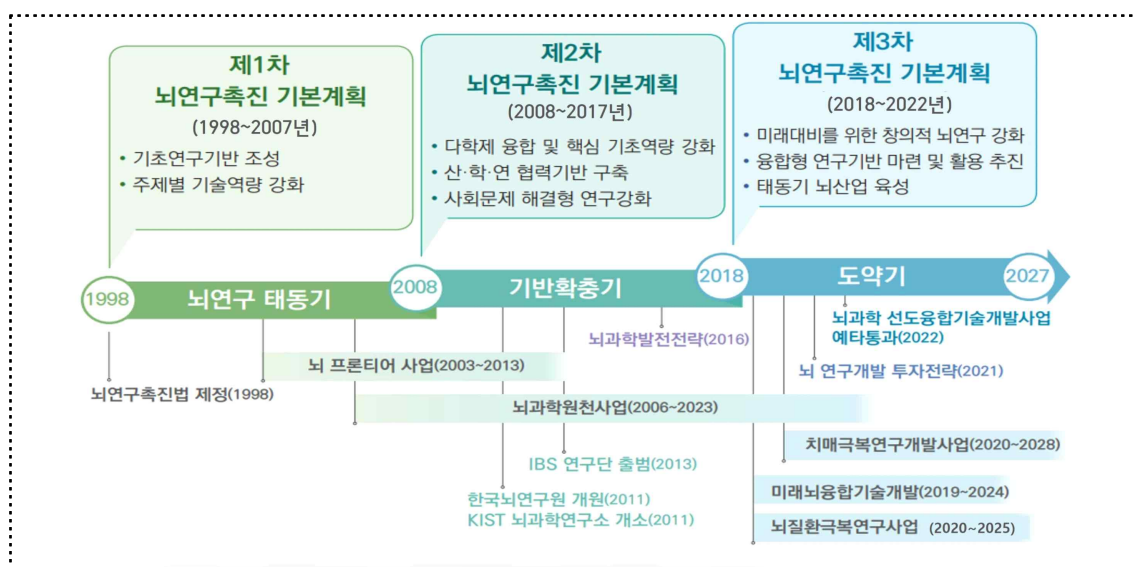 제1차
뇌연구촉진 기본계획
(1998~2007년)
• 기초연구기반 조성
• 주제별 기술역량 강화
제2차
뇌연구촉진 기본계획
(2008~2017년)
• 다학제 융합 및 핵심 기초역량 강화
• 산·학·연 협력기반 구축
• 사회문제 해결형 연구강화
제3차
뇌연구촉진 기본계획
(2018~2022년)
• 미래대비를 위한 창의적 뇌연구 강화
• 융합형 연구기반 마련 및 활용 추진
• 태동기 뇌산업 육성
1998
뇌연구 태동기
2008
기반확충기
2018
도약기
2027
뇌과학 선도융합기술개발사업
예타통과(2022)
뇌과학발전전략(2016)
뇌 프론티어 사업(2003~2013)
뇌 연구개발 투자전략(2021)
뇌연구촉진법 제정(1998)
뇌과학원천사업(2006~2023)
치매극복연구개발사업(2020~2028)
IBS 연구단 출범(2013)
미래뇌융합기술개발(2019~2024)
한국뇌연구원 개원(2011)
KIST 뇌과학연구소 개소(2011)
뇌질환극복연구사업 (2020~2025)